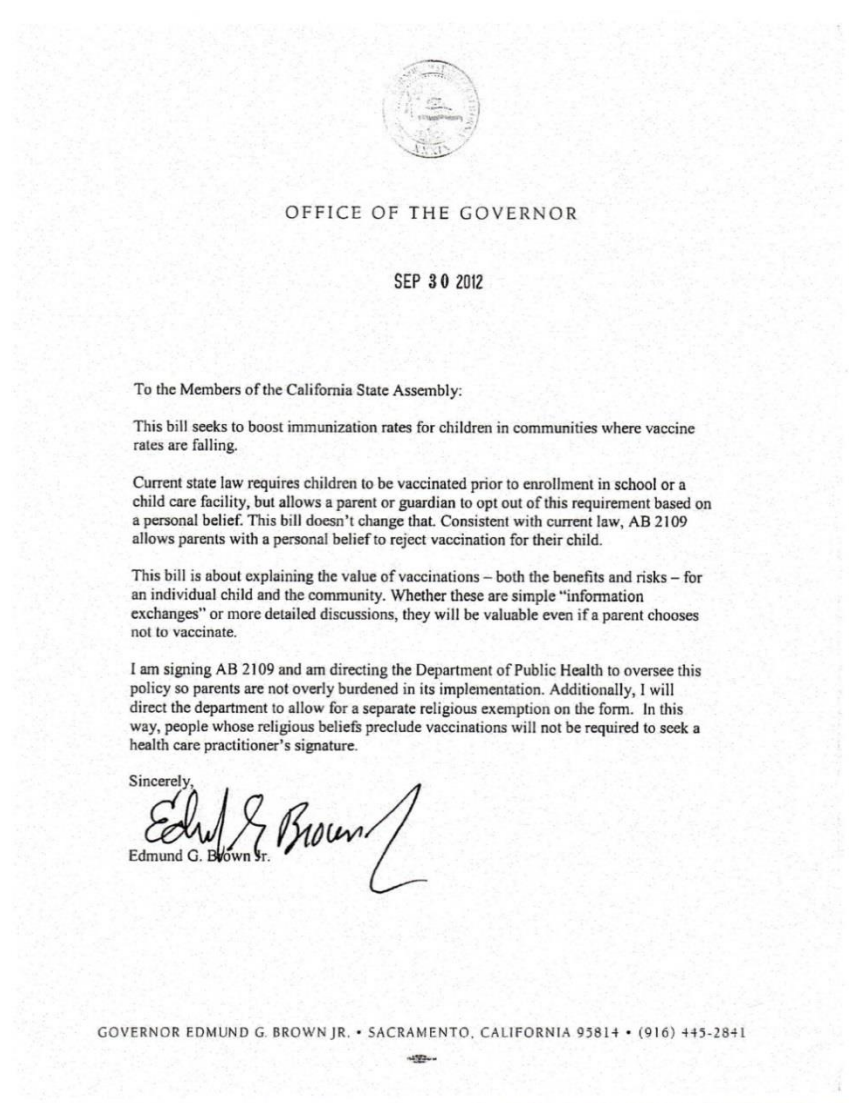 OFFICE OF THE GOVERNOR
SEP 30 2012
To the Members of the California State Assembly:
This bill seeks to boost immunization rates for children in communities where vaccine
rates are falling.
Current state law requires children to be vaccinated prior to enrollment in school or a
child care facility, but allows a parent or guardian to opt out of this requirement based on
a personal belief. This bill doesn't change that. Consistent with current law, AB 2109
allows parents with a personal belief to reject vaccination for their child.
This bill is about explaining the value of vaccinations – both the benefits and risks – for
an individual child and the community. Whether these are simple “information
exchanges” or more detailed discussions, they will be valuable even if a parent chooses
not to vaccinate.
I am signing AB 2109 and am directing the Department of Public Health to oversee this
policy so parents are not overly burdened in its implementation. Additionally, I will
direct the department to allow for a separate religious exemption on the form. In this
way, people whose religious beliefs preclude vaccinations will not be required to seek a
health care practitioner's signature.
Sincerely,
Edmund G. Brown Jr.
GOVERNOR EDMUND G. BROWN JR. • SACRAMENTO, CALIFORNIA 95814 • (916) 445-2841